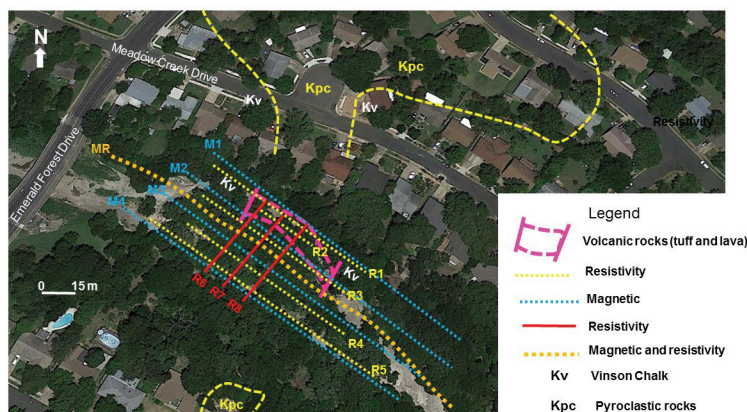 N
Meadow Creek Drive
Emerald Forest Drive
Kv
Kpc
Kpc
Kv
Resistivity
MR
M1
M2
M3
M4
Kv
R2
Kv
R1
R3
R6
R7
R8
R4
R5
0 15 m
Kpc
Legend
Volcanic rocks (tuff and lava)
Resistivity
Magnetic
Resistivity
Magnetic and resistivity
Kv Vinson Chalk
Kpc Pyroclastic rocks